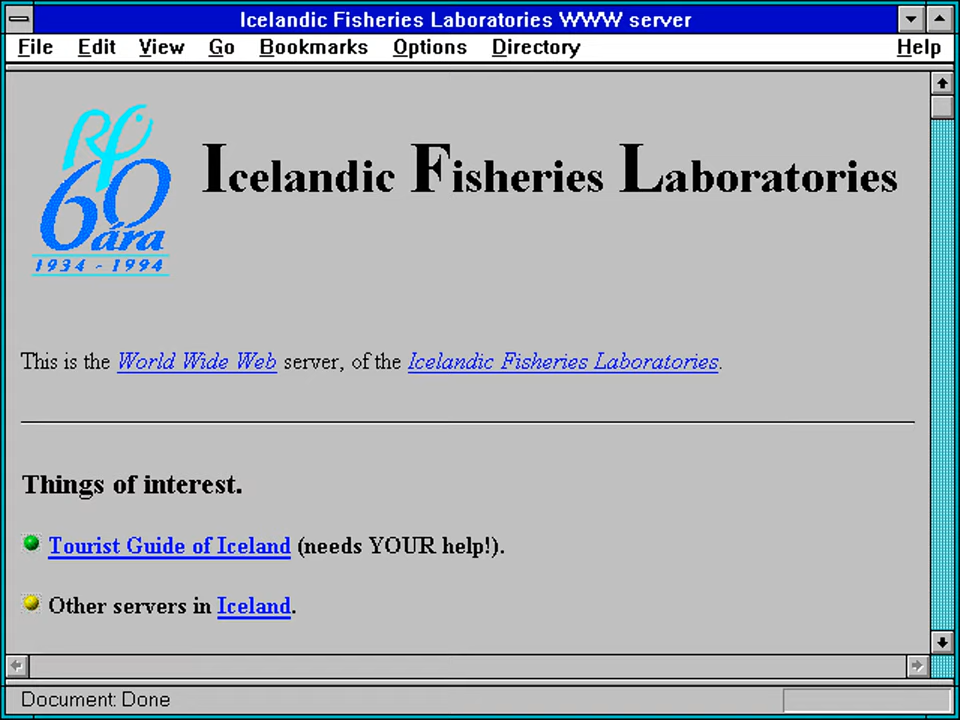 Icelandic Fisheries Laboratories WWW server
File Edit View Go Bookmarks Options Directory Help
Rf
60
ára
1934 - 1994
Icelandic Fisheries Laboratories
This is the World Wide Web server, of the Icelandic Fisheries Laboratories.
Things of interest.
Tourist Guide of Iceland (needs YOUR help!).
Other servers in Iceland.
Document: Done